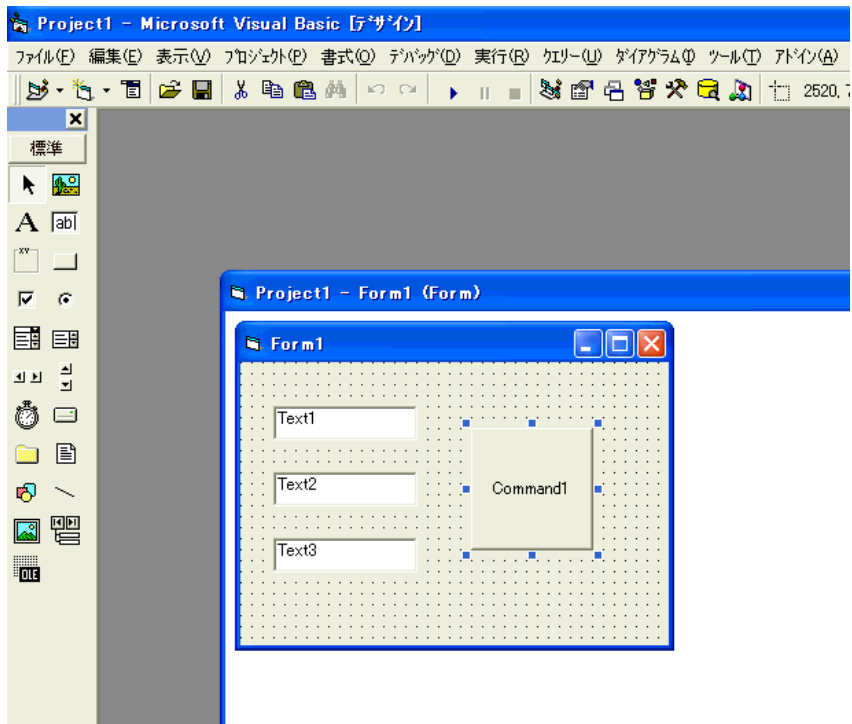 Project1 - Microsoft Visual Basic [ﾃﾞｻﾞｲﾝ]
ファイル(F) 編集(E) 表示(V) ﾌﾟﾛｼﾞｪｸﾄ(P) 書式(O) ﾃﾞﾊﾞｯｸﾞ(D) 実行(R) ｸｴﾘｰ(U) ﾀﾞｲｱｸﾞﾗﾑ(I) ﾂｰﾙ(T) ｱﾄﾞｲﾝ(A)
2520,
標準
A
ab
XY
Project1 - Form1 (Form)
Form1
Text1
Text2
Command1
Text3
OLE